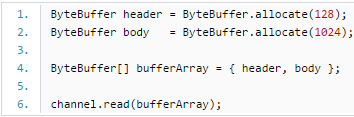 1. ByteBuffer header = ByteBuffer.allocate(128);
2. ByteBuffer body   = ByteBuffer.allocate(1024);
3.
4. ByteBuffer[] bufferArray = { header, body };
5.
6. channel.read(bufferArray);